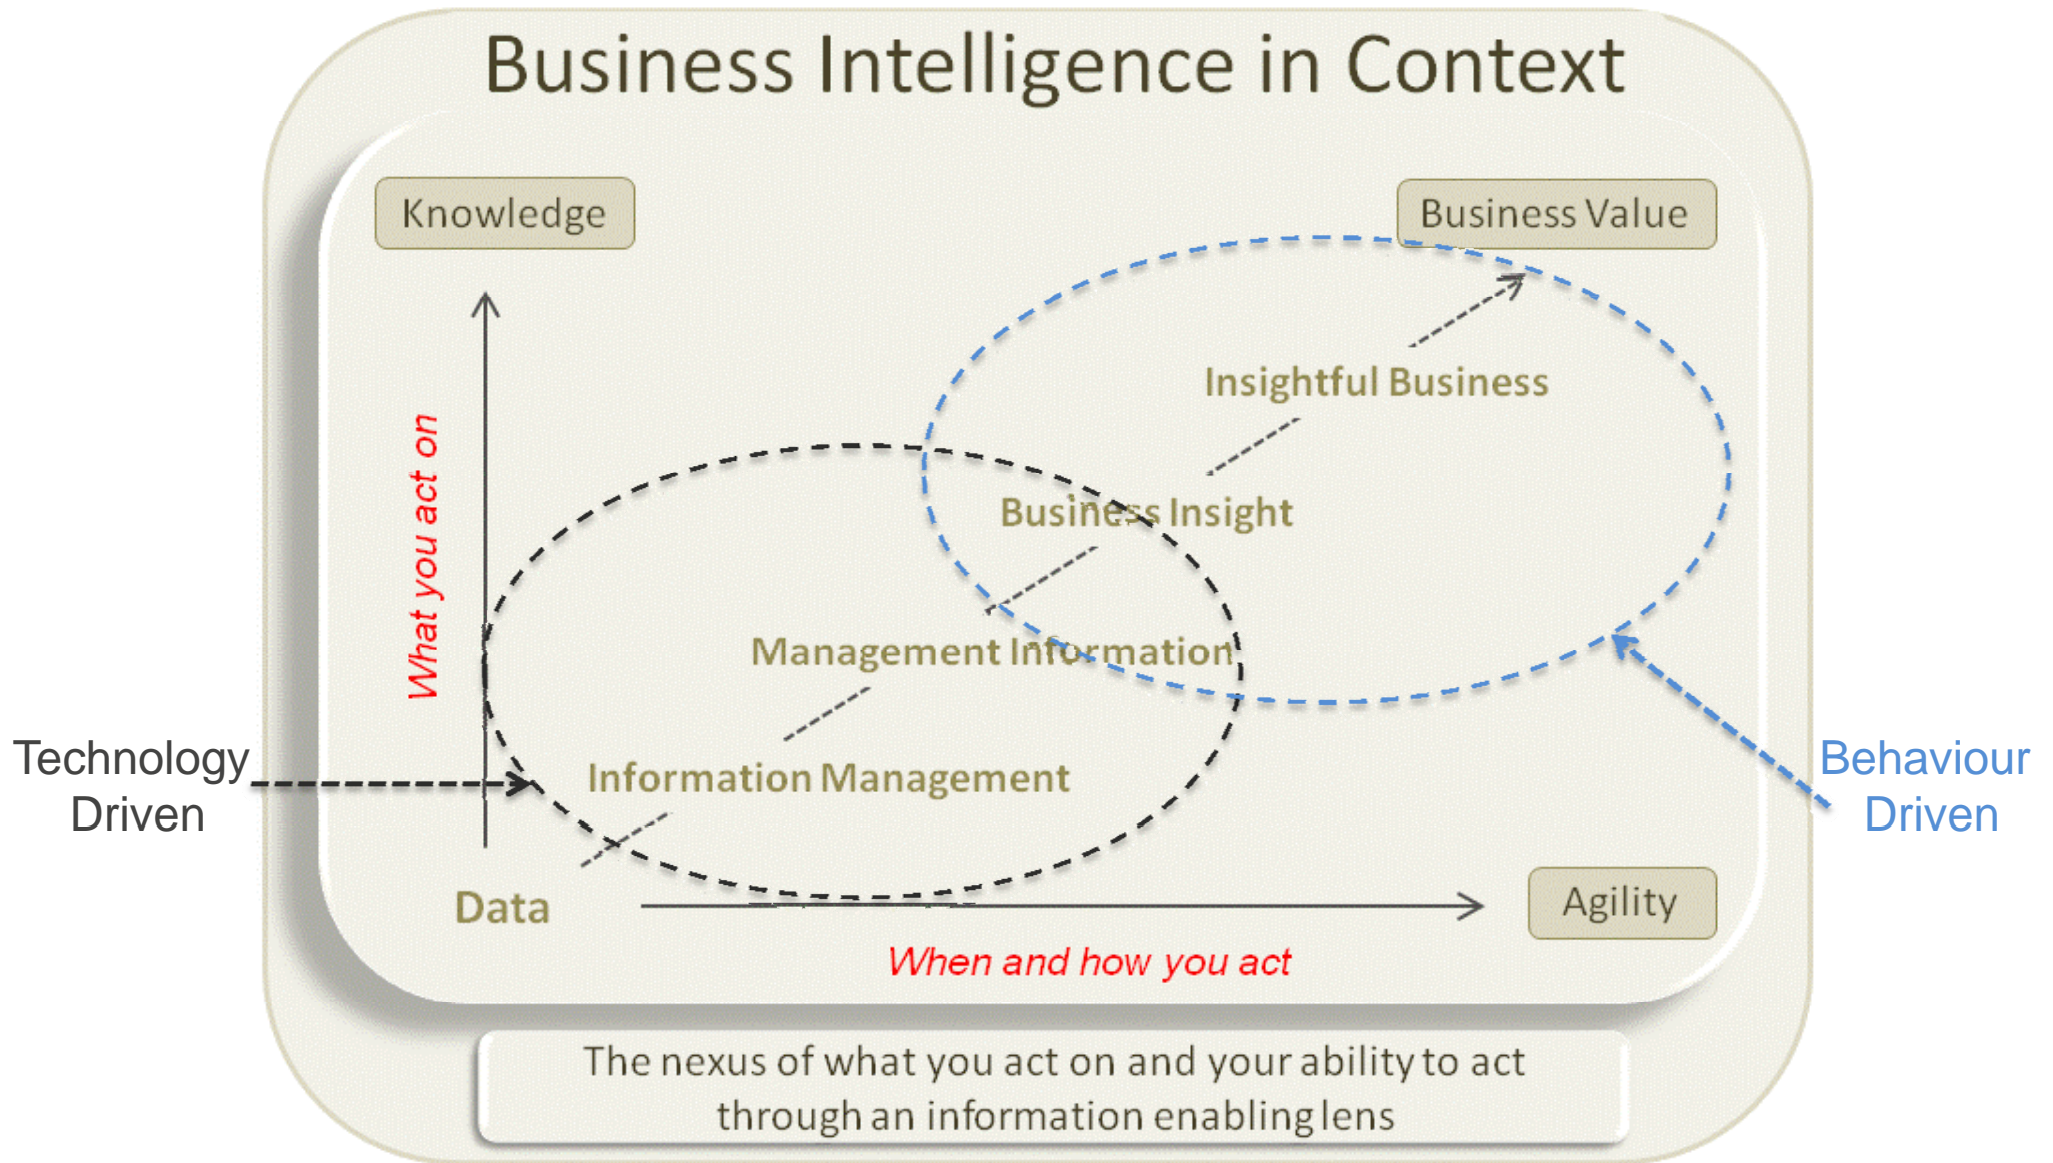 Business Intelligence in Context
Knowledge
Business Value
Insightful Business
What you act on
Business Insight
Management Information
Technology
Driven
Information Management
Behaviour
Driven
Data
Agility
When and how you act
The nexus of what you act on and your ability to act
through an information enabling lens